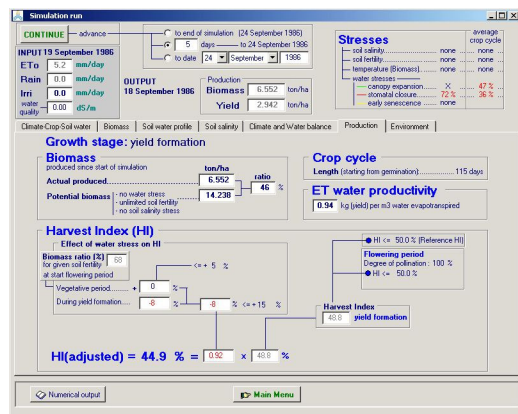 Simulation run
CONTINUE
advance
to end of simulation (24 September 1986)
5 days to 24 September 1986
to date 24 September 1986
INPUT 19 September 1986
ETo 5.2 mm/day
Rain 0.0 mm/day
Irri 0.0 mm/day
water quality 0.00 dS/m
OUTPUT
18 September 1986
Production
Biomass 6.552 ton/ha
Yield 2.942 ton/ha
Stresses
average crop cycle
soil salinity none none
soil fertility none none
temperature (Biomass) none none
water stresses
canopy expansion X 47 %
stomatal closure 72 % 36 %
early senescence none
Climate-Crop-Soil water
Biomass
Soil water profile
Soil salinity
Climate and Water balance
Production
Environment
Growth stage: yield formation
Biomass
produced since start of simulation
ton/ha
Actual produced 6.552
ratio
46 %
Potential biomass 14.238
- no water stress
- unlimited soil fertility
- no soil salinity stress
Crop cycle
Length (starting from germination) 115 days
ET water productivity
0.94 kg (yield) per m3 water evapotranspired
Harvest Index (HI)
Effect of water stress on HI
Biomass ratio (%) 68
for given soil fertility
at start flowering period
<= + 5 %
Vegetative period + 0 %
During yield formation -8 %
-8 % <= +15 %
HI <= 50.0 % (Reference HI)
Flowering period
Degree of pollination : 100 %
HI <= 50.0 %
Harvest Index
48.8 yield formation
HI(adjusted) = 44.9 % = 0.92 x 48.8 %
Numerical output
Main Menu